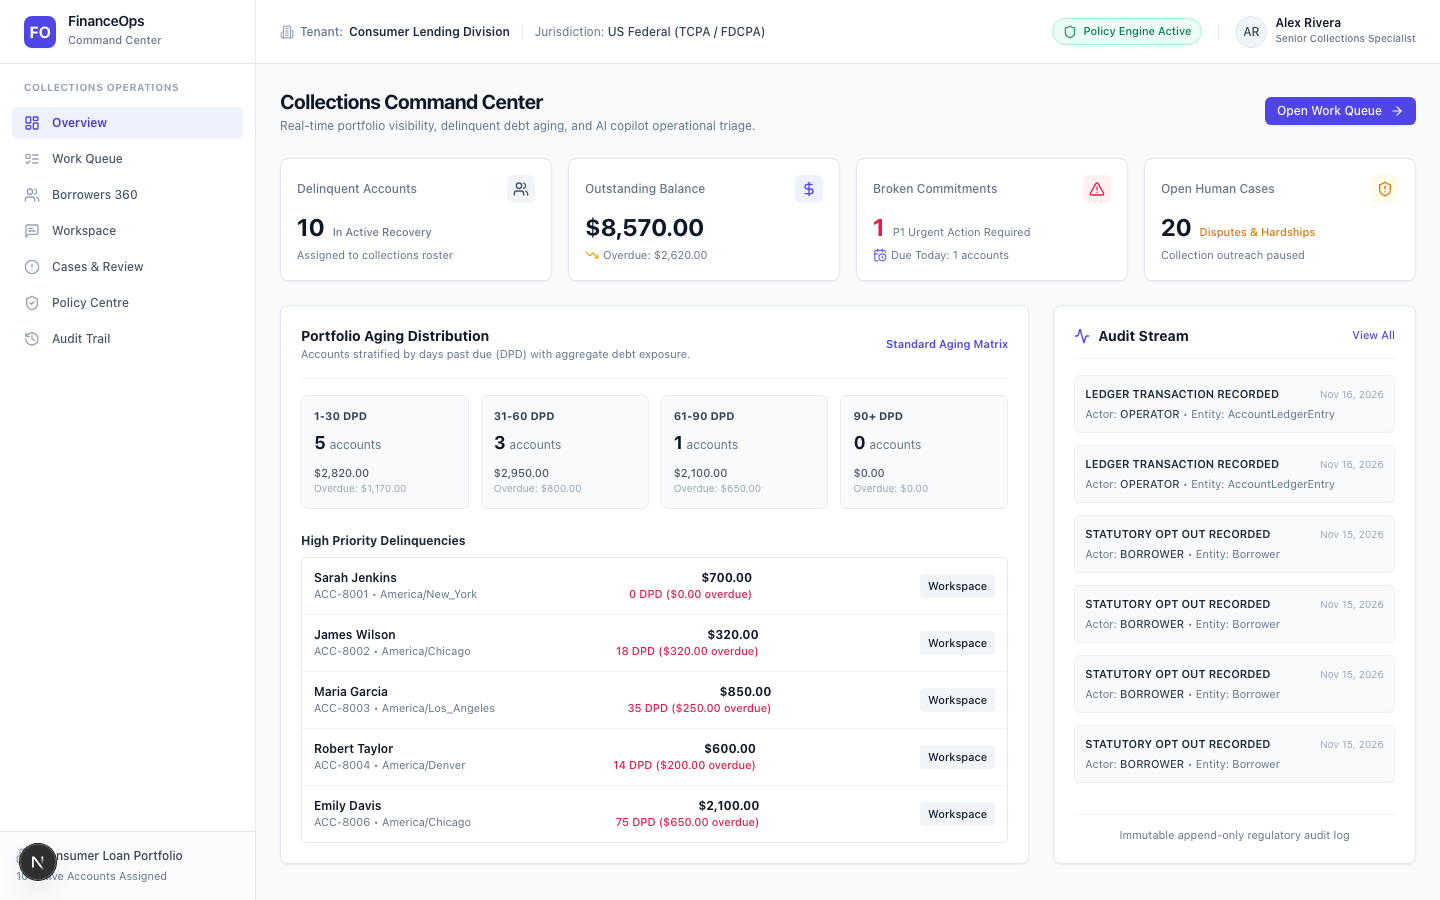 FO
FinanceOps
Command Center
COLLECTIONS OPERATIONS
Overview
Work Queue
Borrowers 360
Workspace
Cases & Review
Policy Centre
Audit Trail
nsumer Loan Portfolio
N
10
ve Accounts Assigned
Tenant: Consumer Lending Division
Jurisdiction: US Federal (TCPA / FDCPA)
Policy Engine Active
AR
Alex Rivera
Senior Collections Specialist
Collections Command Center
Real-time portfolio visibility, delinquent debt aging, and AI copilot operational triage.
Open Work Queue →
Delinquent Accounts
10 In Active Recovery
Assigned to collections roster
Outstanding Balance
$
$8,570.00
Overdue: $2,620.00
Broken Commitments
1 P1 Urgent Action Required
Due Today: 1 accounts
Open Human Cases
20 Disputes & Hardships
Collection outreach paused
Portfolio Aging Distribution
Accounts stratified by days past due (DPD) with aggregate debt exposure.
Standard Aging Matrix
1-30 DPD
5 accounts
$2,820.00
Overdue: $1,170.00
31-60 DPD
3 accounts
$2,950.00
Overdue: $800.00
61-90 DPD
1 accounts
$2,100.00
Overdue: $650.00
90+ DPD
0 accounts
$0.00
Overdue: $0.00
High Priority Delinquencies
Sarah Jenkins
ACC-8001 • America/New_York
$700.00
0 DPD ($0.00 overdue)
Workspace
James Wilson
ACC-8002 • America/Chicago
$320.00
18 DPD ($320.00 overdue)
Workspace
Maria Garcia
ACC-8003 • America/Los_Angeles
$850.00
35 DPD ($250.00 overdue)
Workspace
Robert Taylor
ACC-8004 • America/Denver
$600.00
14 DPD ($200.00 overdue)
Workspace
Emily Davis
ACC-8006 • America/Chicago
$2,100.00
75 DPD ($650.00 overdue)
Workspace
Audit Stream
View All
LEDGER TRANSACTION RECORDED
Nov 16, 2026
Actor: OPERATOR • Entity: AccountLedgerEntry
LEDGER TRANSACTION RECORDED
Nov 16, 2026
Actor: OPERATOR • Entity: AccountLedgerEntry
STATUTORY OPT OUT RECORDED
Nov 15, 2026
Actor: BORROWER • Entity: Borrower
STATUTORY OPT OUT RECORDED
Nov 15, 2026
Actor: BORROWER • Entity: Borrower
STATUTORY OPT OUT RECORDED
Nov 15, 2026
Actor: BORROWER • Entity: Borrower
STATUTORY OPT OUT RECORDED
Nov 15, 2026
Actor: BORROWER • Entity: Borrower
Immutable append-only regulatory audit log